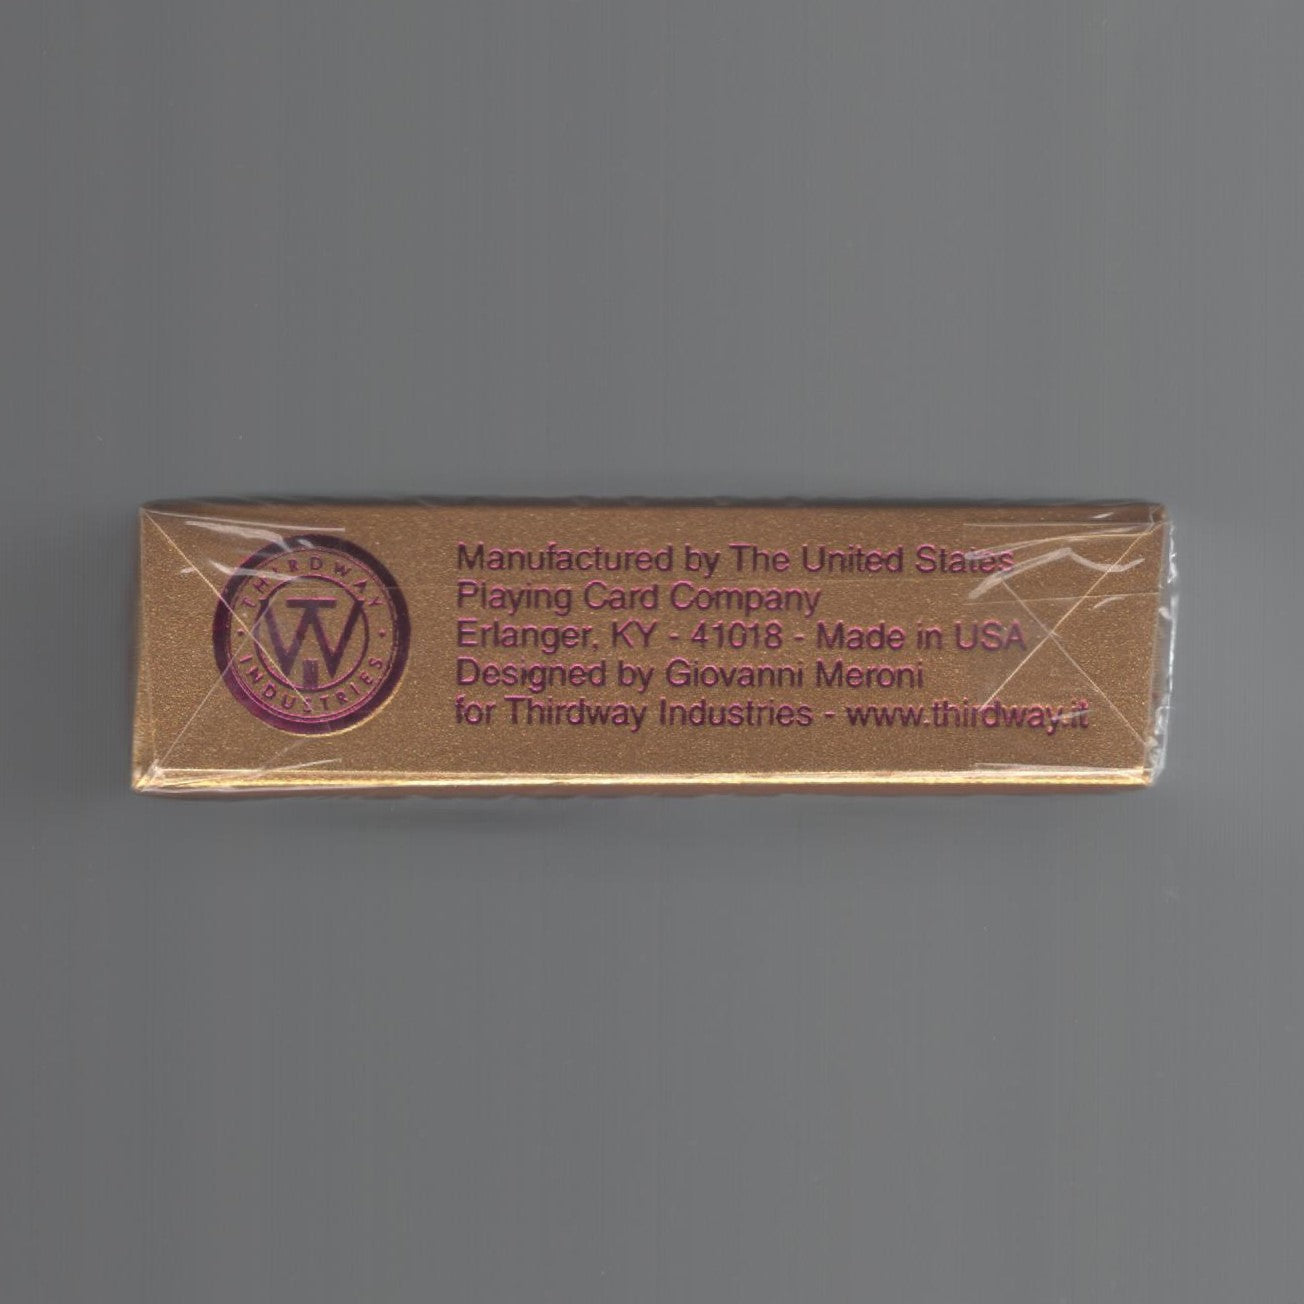 THIRDWAY
TW
INDUSTRIES
Manufactured by The United States
Playing Card Company
Erlanger, KY - 41018 - Made in USA
Designed by Giovanni Meroni
for Thirdway Industries - www.thirdway.it